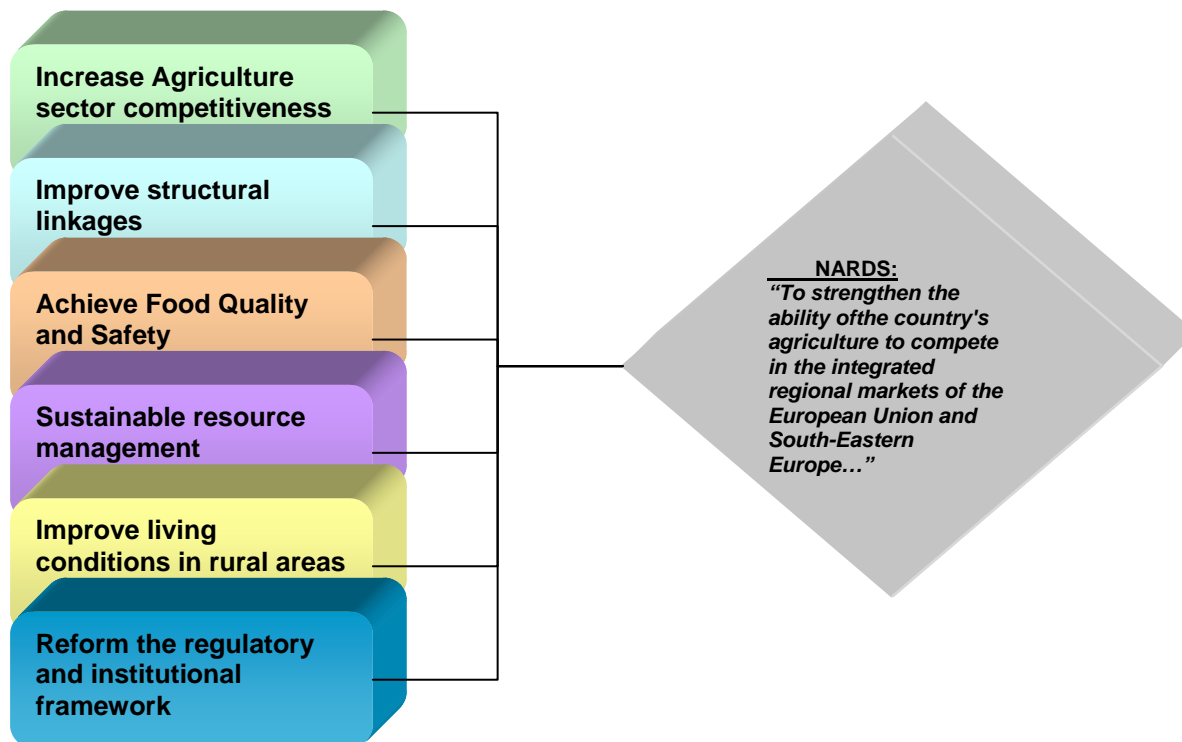 Increase Agriculture
sector competitiveness
Improve structural
linkages
Achieve Food Quality
and Safety
Sustainable resource
management
Improve living
conditions in rural areas
Reform the regulatory
and institutional
framework
NARDS:
“To strengthen the
ability ofthe country's
agriculture to compete
in the integrated
regional markets of the
European Union and
South-Eastern
Europe…”